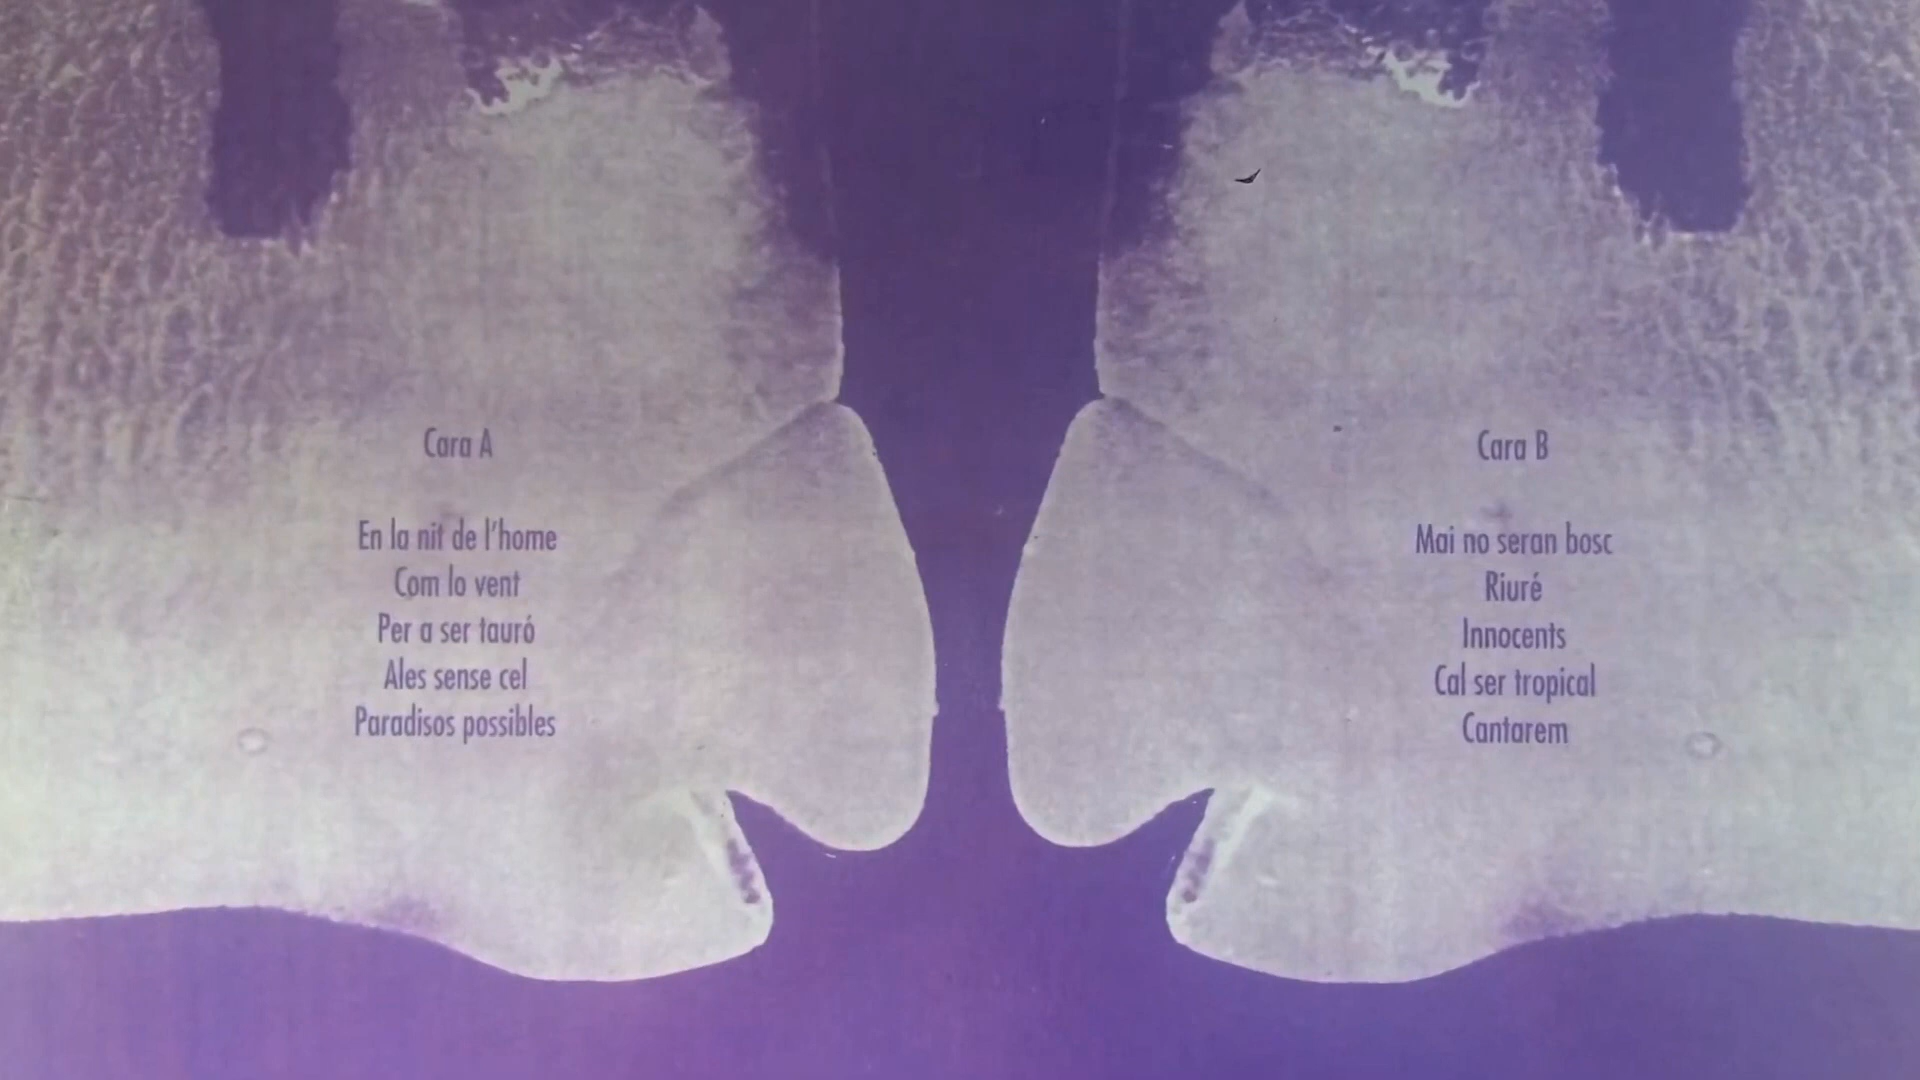 Cara A
En la nit de l'home
Com lo vent
Per a ser tauró
Ales sense cel
Paradisos possibles
Cara B
Mai no seran bosc
Riuré
Innocents
Cal ser tropical
Cantarem